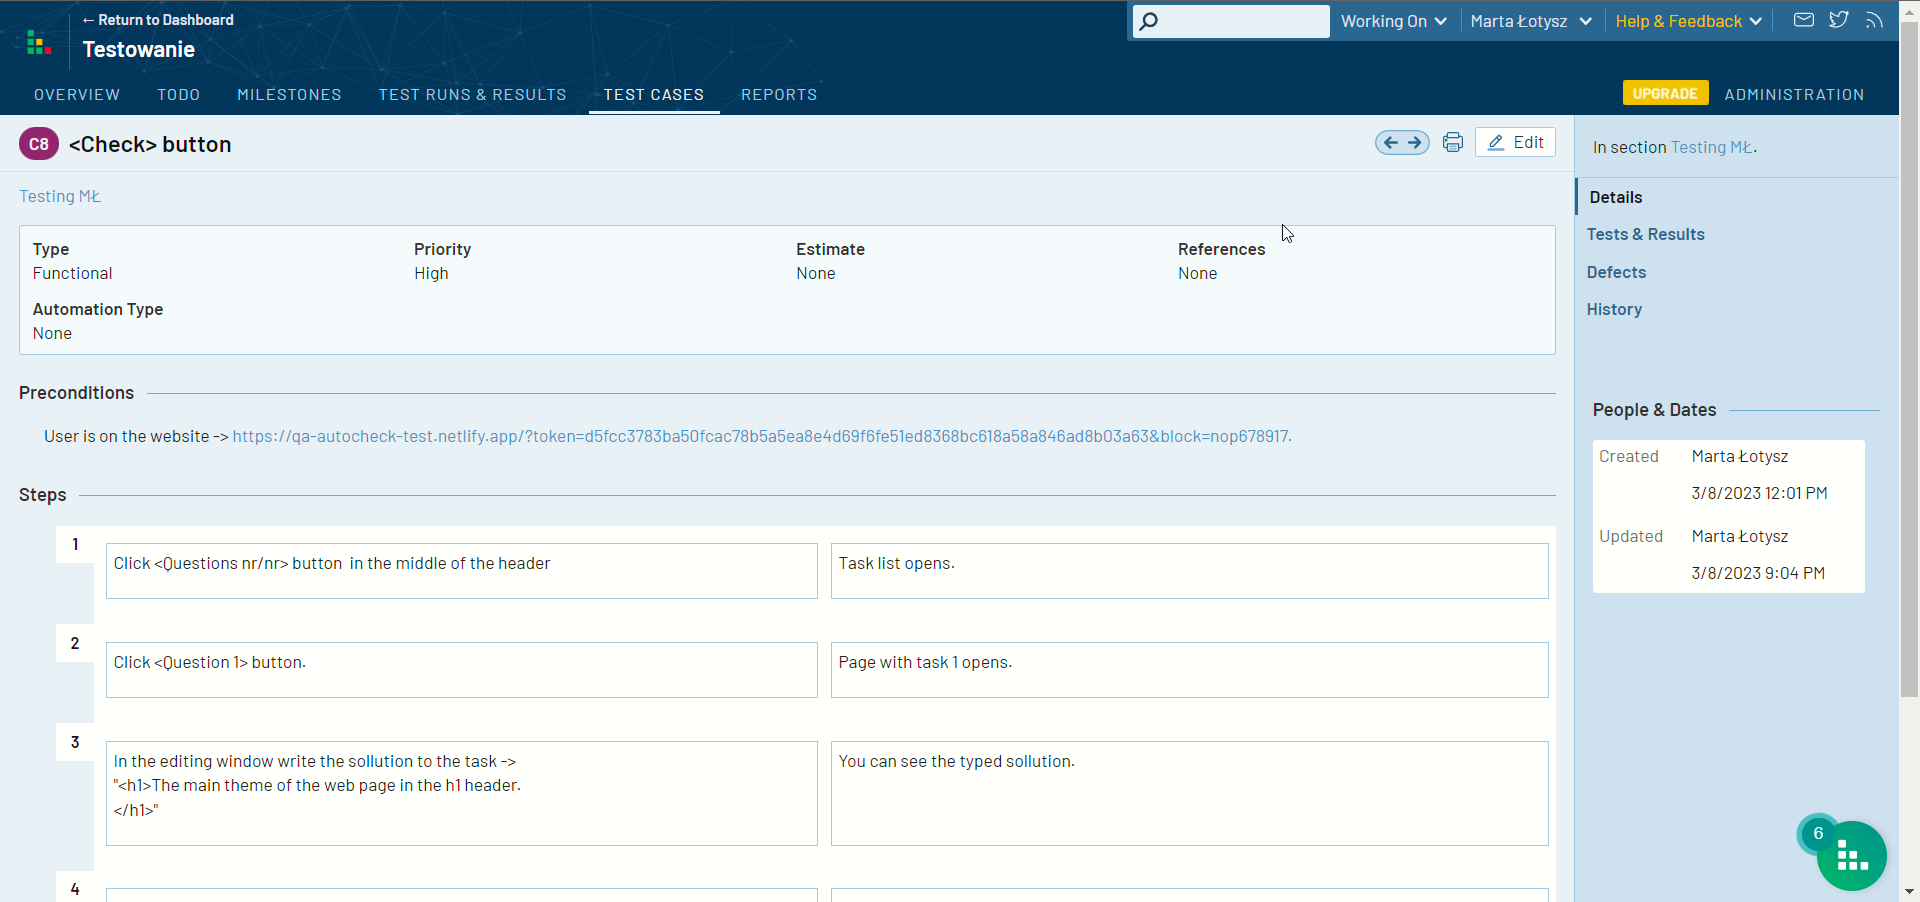 ← Return to Dashboard
Testowanie
Working On
Marta Łotysz
Help & Feedback
OVERVIEW
TODO
MILESTONES
TEST RUNS & RESULTS
TEST CASES
REPORTS
UPGRADE
ADMINISTRATION
C8
<Check> button
Edit
Testing MŁ
Type
Functional
Priority
High
Estimate
None
References
None
Automation Type
None
Preconditions
User is on the website -> https://qa-autocheck-test.netlify.app/?token=d5fcc3783ba50fcac78b5a5ea8e4d69f6fe51ed8368bc618a58a846ad8b03a63&block=nop678917.
Steps
1
Click <Questions nr/nr> button  in the middle of the header
Task list opens.
2
Click <Question 1> button.
Page with task 1 opens.
3
In the editing window write the sollution to the task ->
"<h1>The main theme of the web page in the h1 header.
</h1>"
You can see the typed sollution.
4
In section Testing MŁ.
Details
Tests & Results
Defects
History
People & Dates
Created
Marta Łotysz
3/8/2023 12:01 PM
Updated
Marta Łotysz
3/8/2023 9:04 PM
6